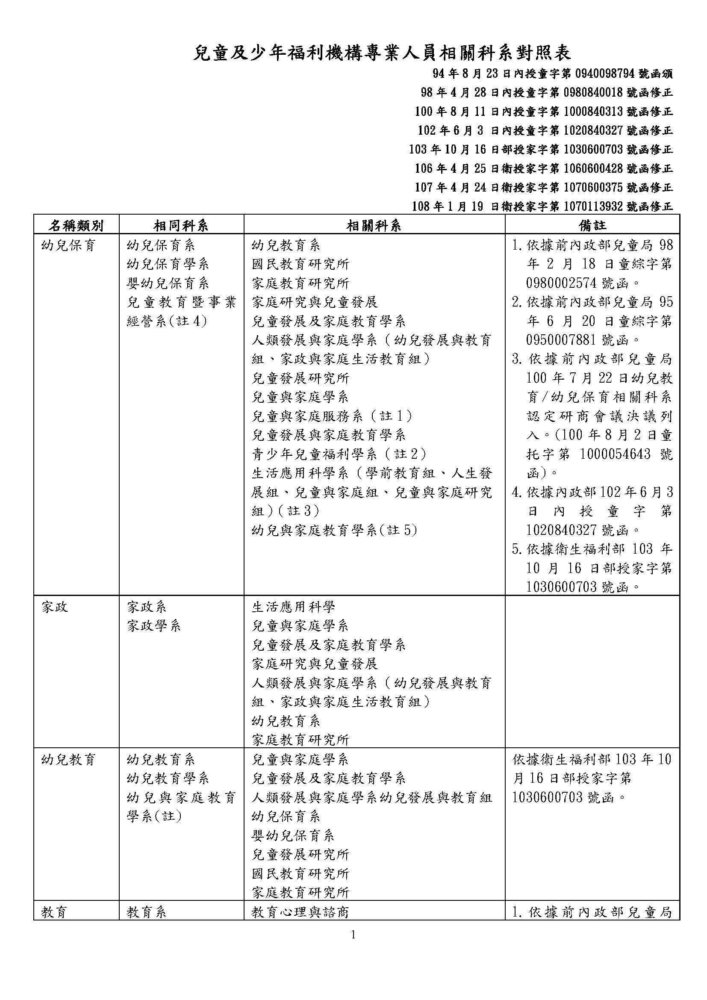 兒童及少年福利機構專業人員相關科系對照表
94 年 8 月 23 日內授童字第 0940098794 號函頒
98 年 4 月 28 日內授童字第 0980840018 號函修正
100 年 8 月 11 日內授童字第 1000840313 號函修正
102 年 6 月 3 日內授童字第 1020840327 號函修正
103 年 10 月 16 日部授家字第 1030600703 號函修正
106 年 4 月 25 日衛授家字第 1060600428 號函修正
107 年 4 月 24 日衛授家字第 1070600375 號函修正
108 年 1 月 19 日衛授家字第 1070113932 號函修正
名稱類別
相同科系
相關科系
備註
幼兒保育
幼兒保育系
幼兒保育學系
嬰幼兒保育系
兒童教育暨事業
經營系(註 4)
幼兒教育系
國民教育研究所
家庭教育研究所
家庭研究與兒童發展
兒童發展及家庭教育學系
人類發展與家庭學系（幼兒發展與教育
組、家政與家庭生活教育組）
兒童發展研究所
兒童與家庭學系
兒童與家庭服務系（註 1）
兒童發展與家庭教育學系
青少年兒童福利學系（註 2）
生活應用科學系（學前教育組、人生發
展組、兒童與家庭組、兒童與家庭研究
組)(註 3）
幼兒與家庭教育學系(註 5)
1. 依據前內政部兒童局 98
年 2 月 18 日童綜字第
0980002574 號函。
2. 依據前內政部兒童局 95
年 6 月 20 日童綜字第
0950007881 號函。
3. 依據前內政部兒童局
100 年 7 月 22 日幼兒教
育/幼兒保育相關科系
認定研商會議決議列
入。(100 年 8 月 2 日童
托字第 1000054643 號
函)。
4. 依據內政部 102 年 6 月 3
日內授童字第
1020840327 號函。
5. 依據衛生福利部 103 年
10 月 16 日部授家字第
1030600703 號函。
家政
家政系
家政學系
生活應用科學
兒童與家庭學系
兒童發展及家庭教育學系
家庭研究與兒童發展
人類發展與家庭學系（幼兒發展與教育
組、家政與家庭生活教育組）
幼兒教育系
家庭教育研究所
幼兒教育
幼兒教育系
幼兒教育學系
幼兒與家庭教育
學系(註)
兒童與家庭學系
兒童發展及家庭教育學系
人類發展與家庭學系幼兒發展與教育組
幼兒保育系
嬰幼兒保育系
兒童發展研究所
國民教育研究所
家庭教育研究所
依據衛生福利部 103 年 10
月 16 日部授家字第
1030600703 號函。
教育
教育系
教育心理與諮商
1. 依據前內政部兒童局
1